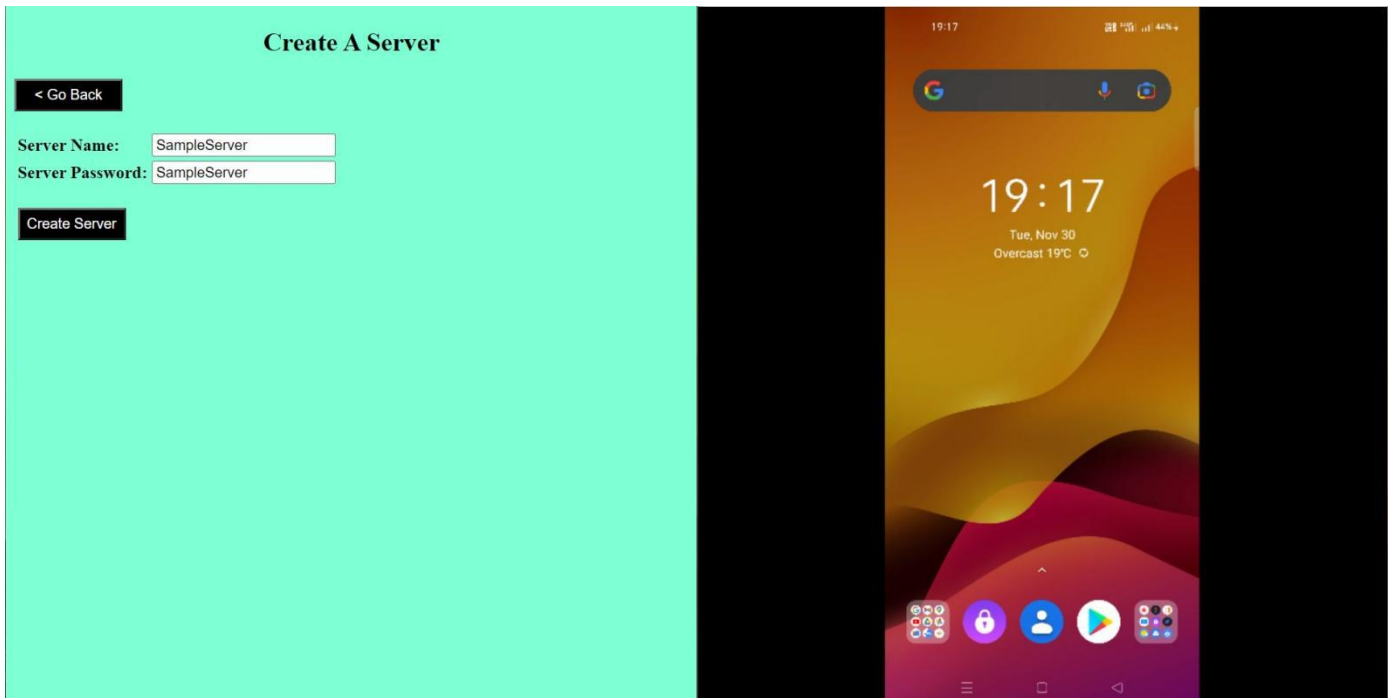 Create A Server
< Go Back
Server Name: SampleServer
Server Password: SampleServer
Create Server
19:17
44%
19:17
Tue, Nov 30
Overcast 19°C